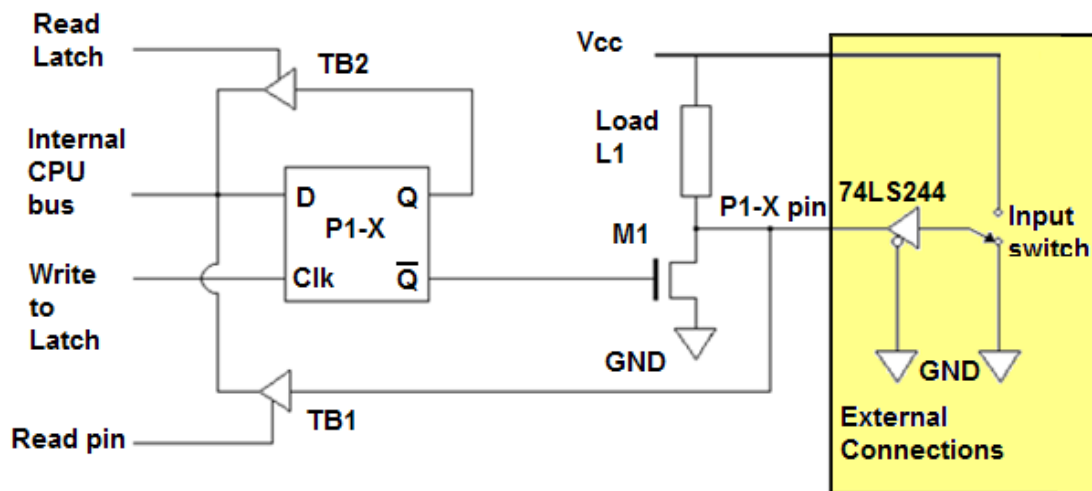 Read
Latch
TB2
Vcc
Internal
CPU
bus
Load
L1
D
Q
P1-X
P1-X pin
74LS244
Input
switch
M1
Write
to
Latch
Clk
Q̅
GND
GND
TB1
Read pin
External
Connections